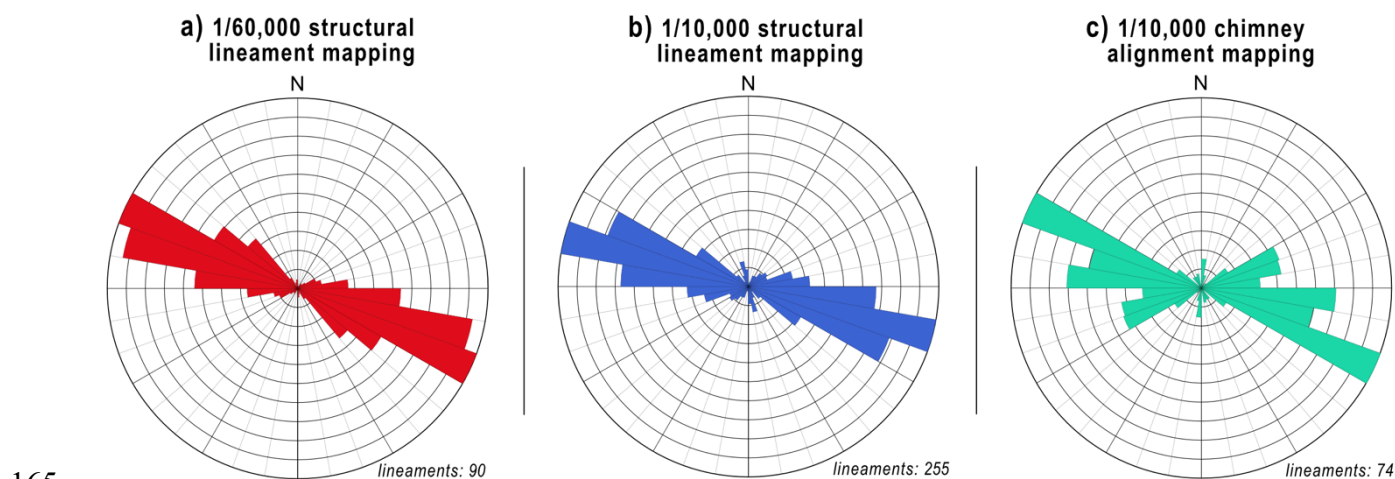 a) 1/60,000 structural
lineament mapping
N
lineaments: 90
b) 1/10,000 structural
lineament mapping
N
lineaments: 255
c) 1/10,000 chimney
alignment mapping
N
lineaments: 74